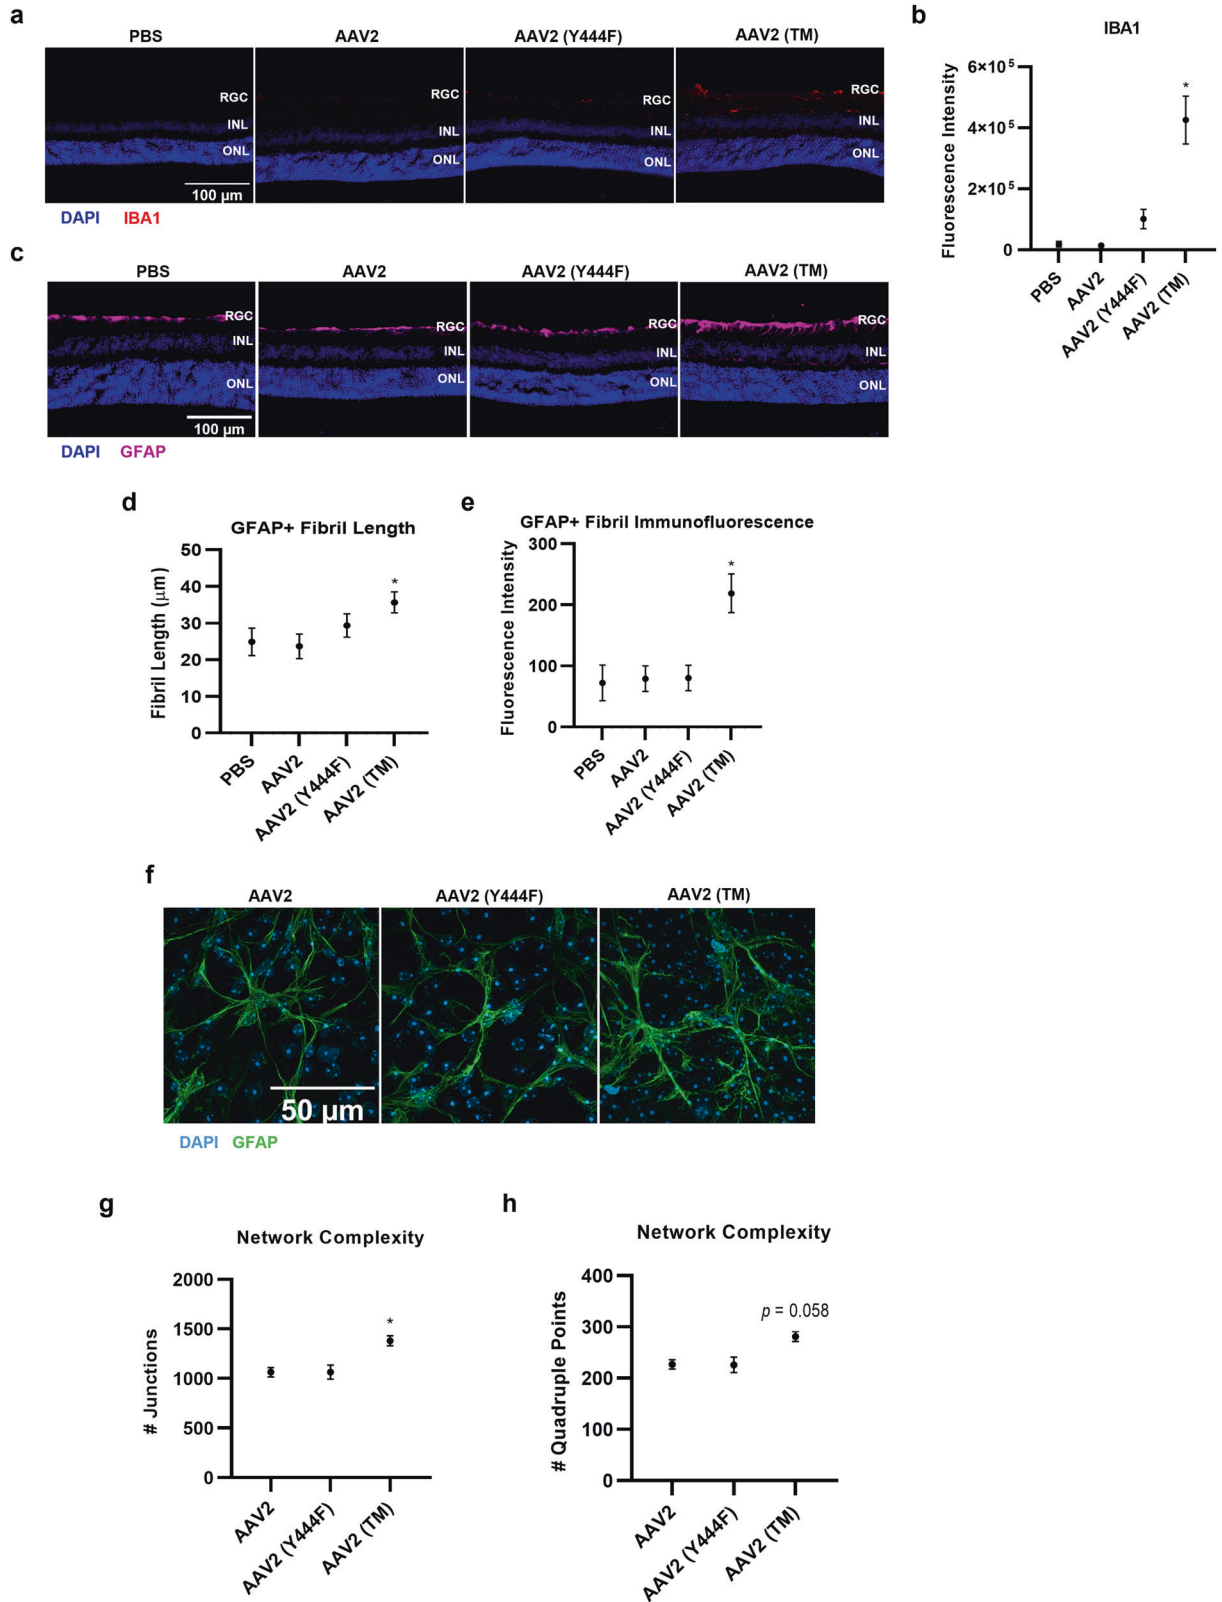 a
PBS
AAV2
AAV2 (Y444F)
AAV2 (TM)
RGC
INL
ONL
RGC
INL
ONL
RGC
INL
ONL
RGC
INL
ONL
100 µm
DAPI IBA1
b
IBA1
Fluorescence Intensity
6×10⁵
4×10⁵
2×10⁵
0
*
PBS
AAV2
AAV2 (Y444F)
AAV2 (TM)
c
PBS
AAV2
AAV2 (Y444F)
AAV2 (TM)
RGC
INL
ONL
RGC
INL
ONL
RGC
INL
ONL
RGC
INL
ONL
100 µm
DAPI GFAP
d
GFAP+ Fibril Length
Fibril Length (µm)
50
40
30
20
10
0
*
PBS
AAV2
AAV2 (Y444F)
AAV2 (TM)
e
GFAP+ Fibril Immunofluorescence
Fluorescence Intensity
300
200
100
0
*
PBS
AAV2
AAV2 (Y444F)
AAV2 (TM)
f
AAV2
AAV2 (Y444F)
AAV2 (TM)
50 µm
DAPI GFAP
g
Network Complexity
# Junctions
2000
1500
1000
500
0
*
AAV2
AAV2 (Y444F)
AAV2 (TM)
h
Network Complexity
# Quadruple Points
400
300
200
100
0
p = 0.058
AAV2
AAV2 (Y444F)
AAV2 (TM)